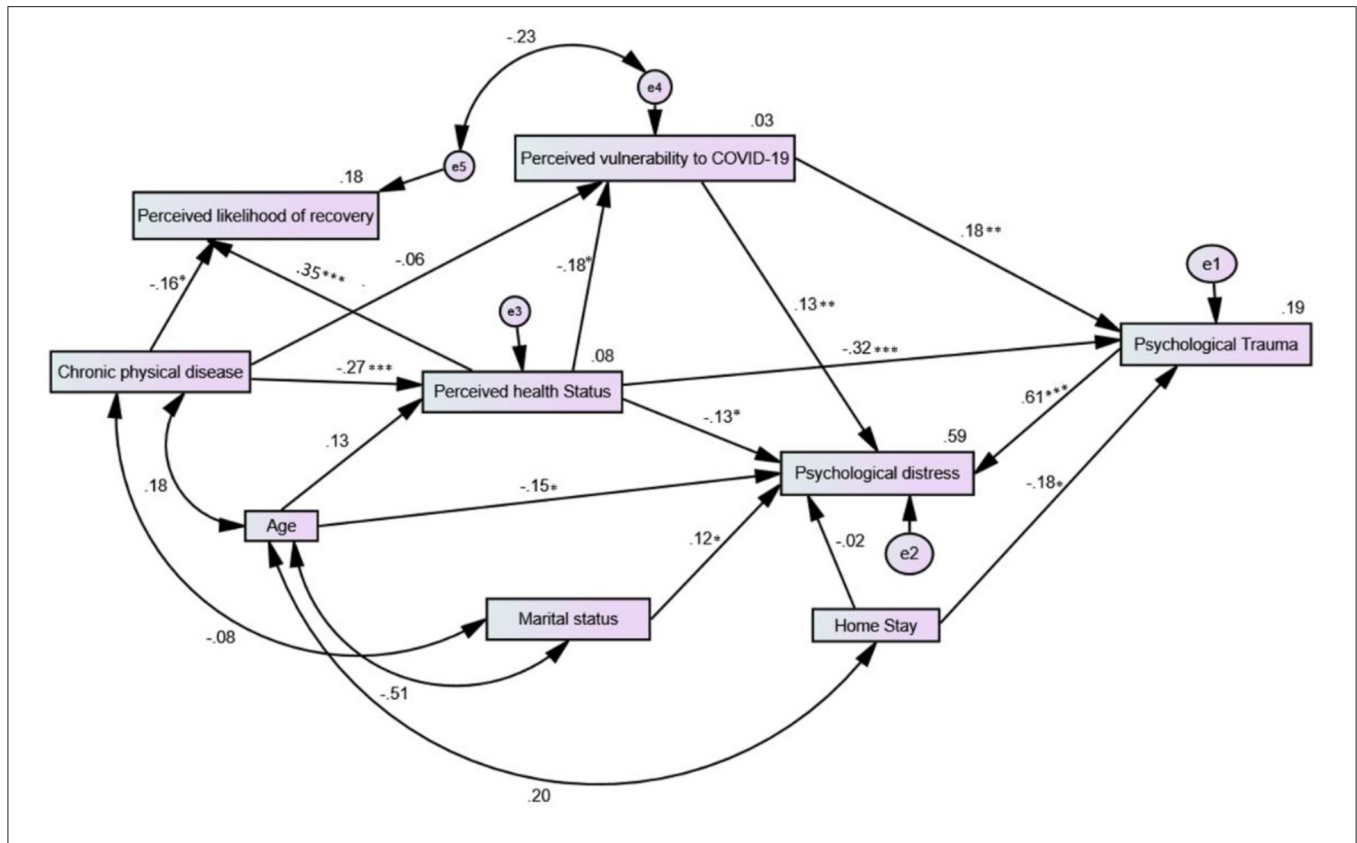 -.23
e4
.03
Perceived vulnerability to COVID-19
e5
.18
Perceived likelihood of recovery
.18**
-.06
-.18*
.35***
-.16*
e1
e3
.13**
.19
Psychological Trauma
-.32***
.08
Chronic physical disease
-.27***
Perceived health Status
.61***
-.13*
.13
.59
Psychological distress
.18
-.15*
-.18*
Age
.12*
-.02
e2
Marital status
Home Stay
-.08
-.51
.20